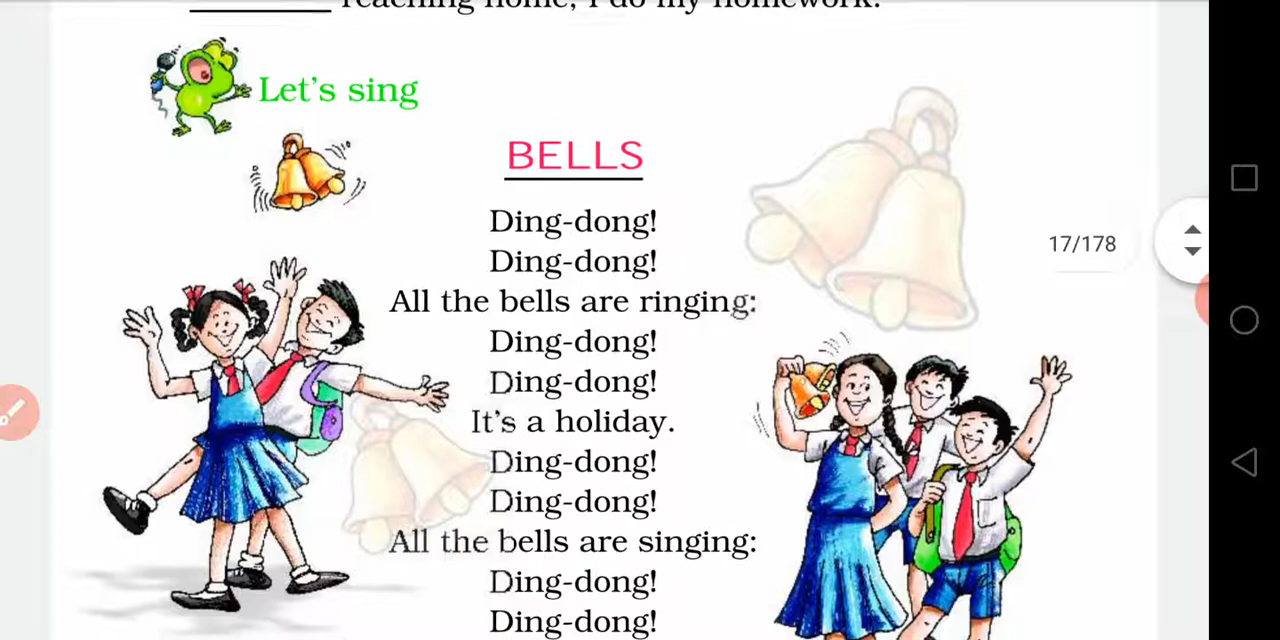 reaching home, I do my homework.
Let's sing
BELLS
Ding-dong!
Ding-dong!
All the bells are ringing:
17/178
Ding-dong!
Ding-dong!
It's a holiday.
Ding-dong!
Ding-dong!
All the bells are singing:
Ding-dong!
Ding-dong!